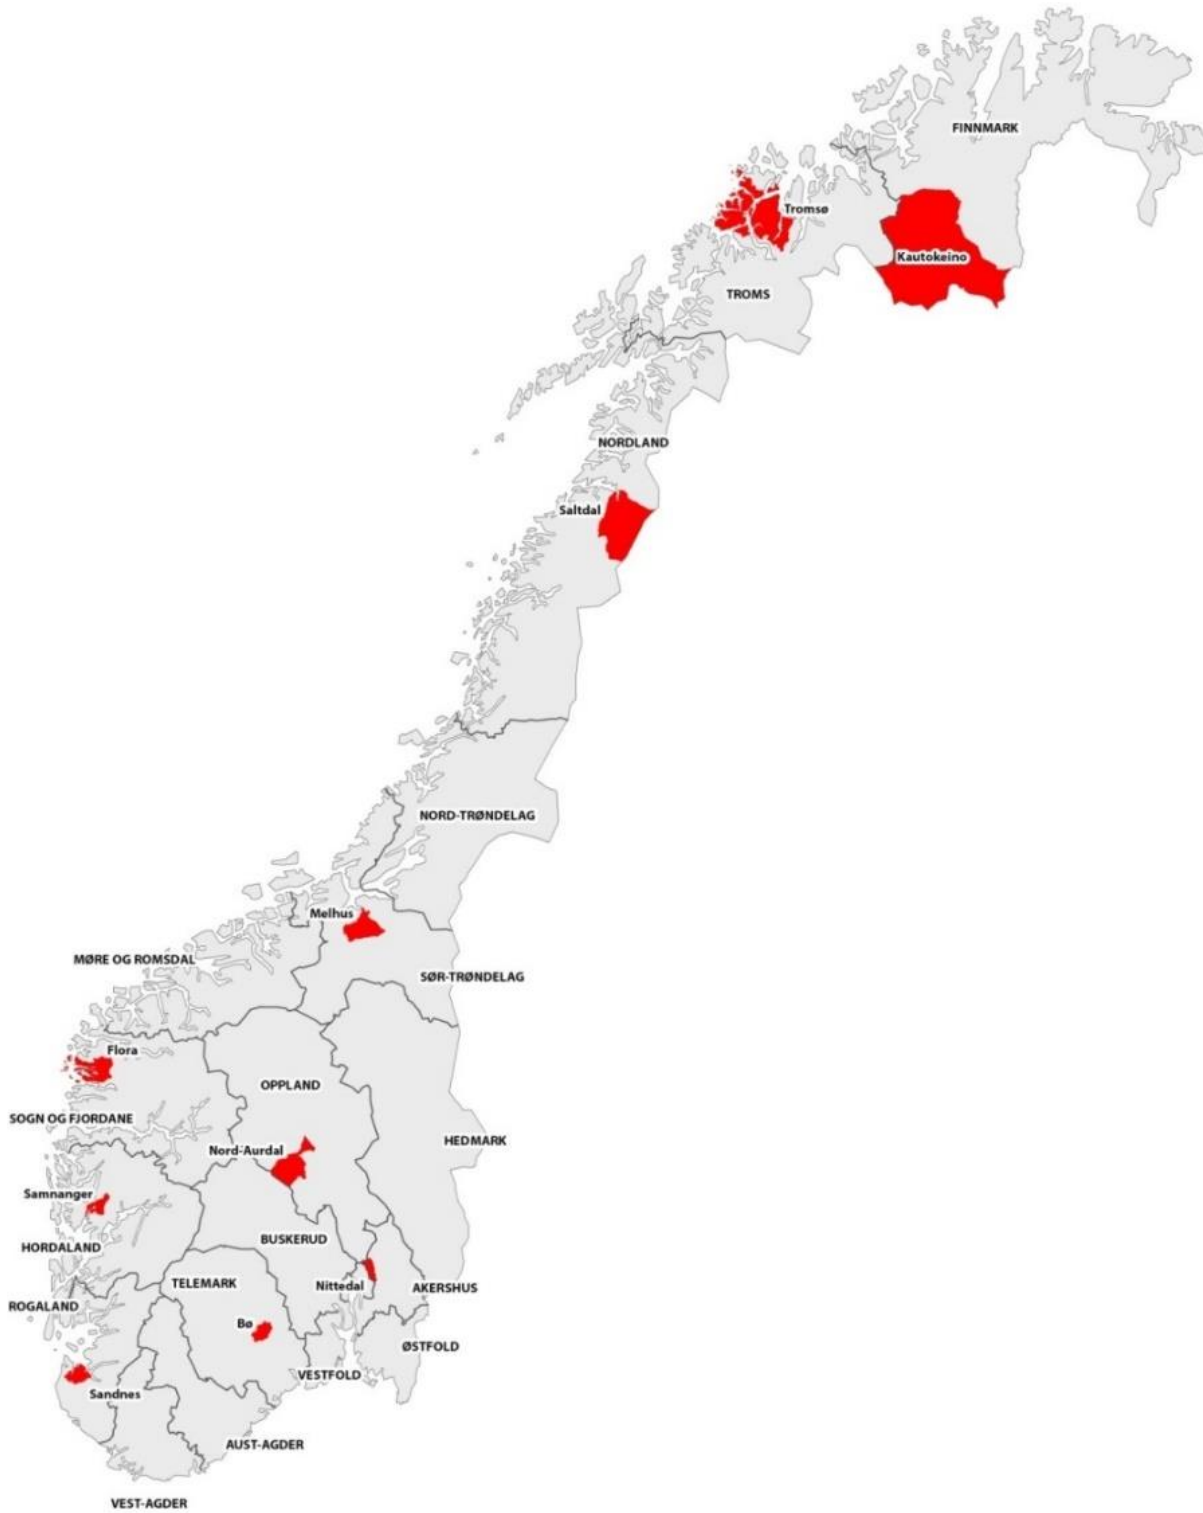 FINNMARK
Tromsø
Kautokeino
TROMS
NORDLAND
Saltdal
NORD-TRØNDELAG
Melhus
MØRE OG ROMSDAL
SØR-TRØNDELAG
Flora
OPPLAND
SOGN OG FJORDANE
HEDMARK
Nord-Aurdal
Samnanger
BUSKERUD
HORDALAND
TELEMARK
Nittedal
AKERSHUS
ROGALAND
Bø
ØSTFOLD
VESTFOLD
Sandnes
AUST-AGDER
VEST-AGDER